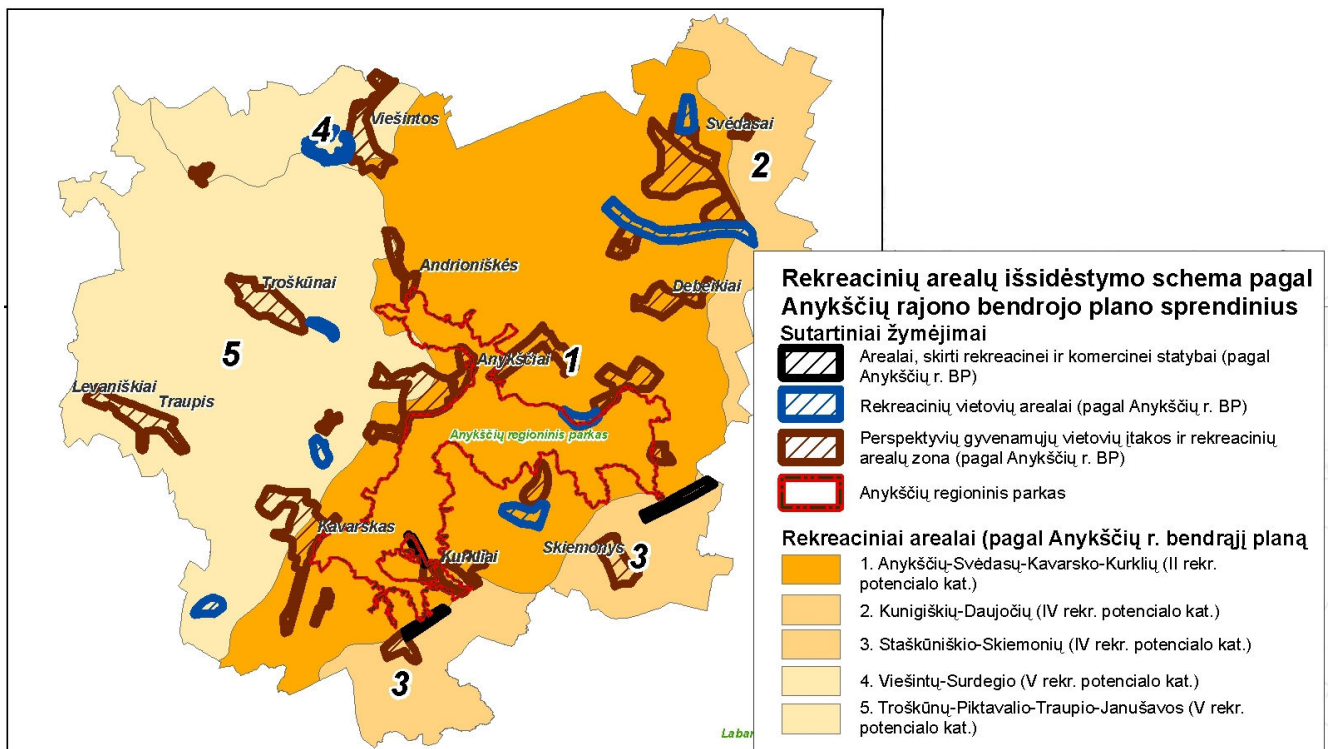 4
Viešintos
Svėdasai
2
Andrioniškės
Troškūnai
Debeikiai
5
Anykščiai
1
Levaniškiai
Traupis
Anykščių regioninis parkas
Kavarskas
Kurkliai
Skiemonys
3
3
Laban
Rekreacinių arealų išsidėstymo schema pagal
Anykščių rajono bendrojo plano sprendinius
Sutartiniai žymėjimai
Arealai, skirti rekreacinei ir komercinei statybai (pagal
Anykščių r. BP)
Rekreacinių vietovių arealai (pagal Anykščių r. BP)
Perspektyvių gyvenamųjų vietovių įtakos ir rekreacinių
arealų zona (pagal Anykščių r. BP)
Anykščių regioninis parkas
Rekreaciniai arealai (pagal Anykščių r. bendrąjį planą
1. Anykščių-Svėdasų-Kavarsko-Kurklių (II rekr.
potencialo kat.)
2. Kunigiškių-Daujočių (IV rekr. potencialo kat.)
3. Staškūniškio-Skiemonių (IV rekr. potencialo kat.)
4. Viešintų-Surdegio (V rekr. potencialo kat.)
5. Troškūnų-Piktavalio-Traupio-Janušavos (V rekr.
potencialo kat.)